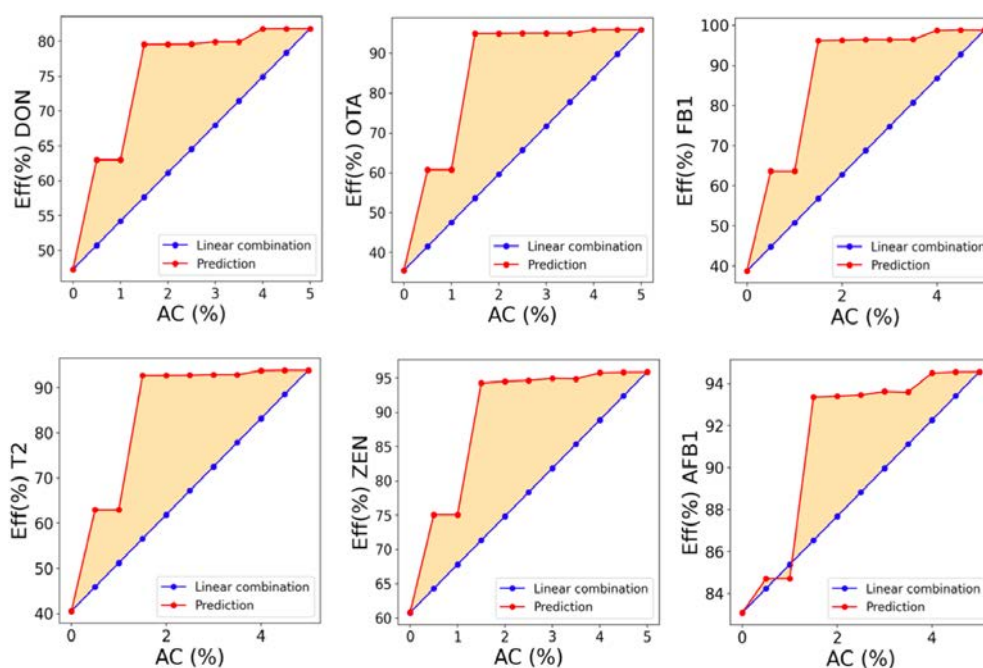 Eff(%) DON
80
75
70
65
60
55
50
0 1 2 3 4 5
AC (%)
Linear combination
Prediction
Eff(%) OTA
90
80
70
60
50
40
0 1 2 3 4 5
AC (%)
Linear combination
Prediction
Eff(%) FB1
100
90
80
70
60
50
40
0 2 4
AC (%)
Linear combination
Prediction
Eff(%) T2
90
80
70
60
50
40
0 2 4
AC (%)
Linear combination
Prediction
Eff(%) ZEN
95
90
85
80
75
70
65
60
0 1 2 3 4 5
AC (%)
Linear combination
Prediction
Eff(%) AFB1
94
92
90
88
86
84
83
0 2 4
AC (%)
Linear combination
Prediction